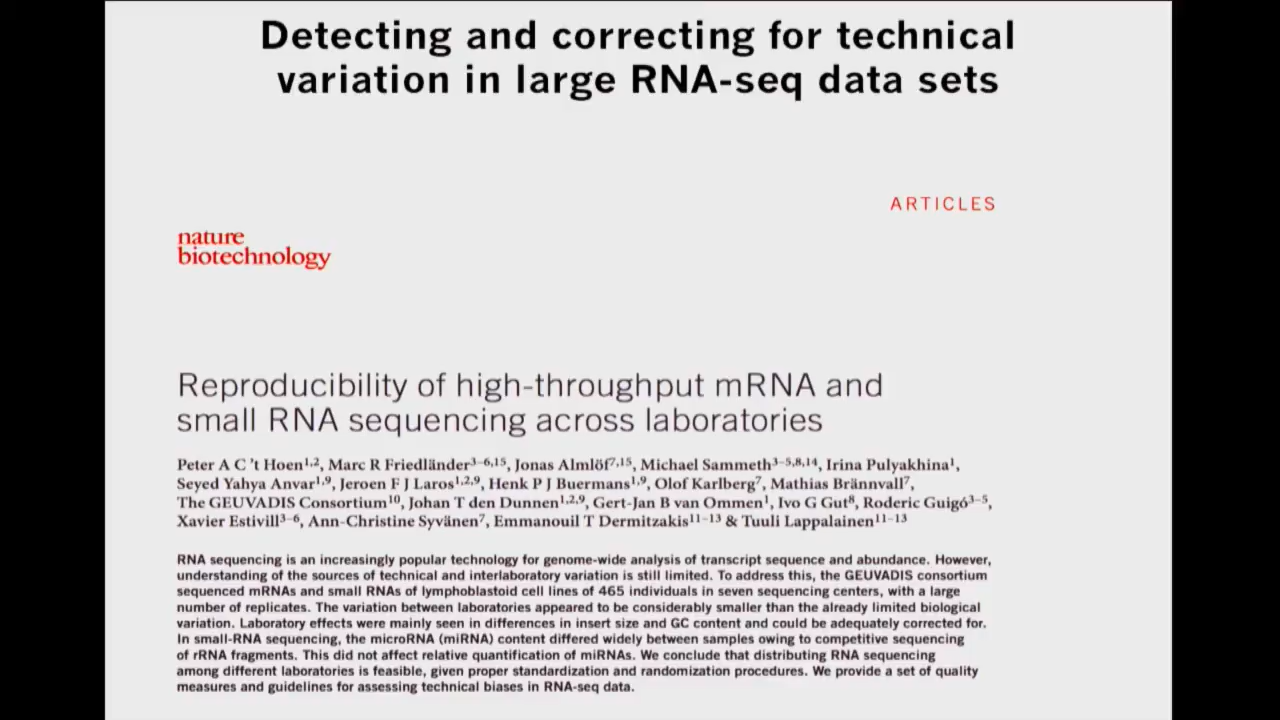 Detecting and correcting for technical
variation in large RNA-seq data sets
ARTICLES
nature
biotechnology
Reproducibility of high-throughput mRNA and
small RNA sequencing across laboratories
Peter A C 't Hoen1,2, Marc R Friedländer3–6,15, Jonas Almlöf7,15, Michael Sammeth3–5,8,14, Irina Pulyakhina1,
Seyed Yahya Anvar1,9, Jeroen F J Laros1,2,9, Henk P J Buermans1,9, Olof Karlberg7, Mathias Brännvall7,
The GEUVADIS Consortium10, Johan T den Dunnen1,2,9, Gert-Jan B van Ommen1, Ivo G Gut8, Roderic Guigó3–5,
Xavier Estivill3–6, Ann-Christine Syvänen7, Emmanouil T Dermitzakis11–13 & Tuuli Lappalainen11–13
RNA sequencing is an increasingly popular technology for genome-wide analysis of transcript sequence and abundance. However,
understanding of the sources of technical and interlaboratory variation is still limited. To address this, the GEUVADIS consortium
sequenced mRNAs and small RNAs of lymphoblastoid cell lines of 465 individuals in seven sequencing centers, with a large
number of replicates. The variation between laboratories appeared to be considerably smaller than the already limited biological
variation. Laboratory effects were mainly seen in differences in insert size and GC content and could be adequately corrected for.
In small-RNA sequencing, the microRNA (miRNA) content differed widely between samples owing to competitive sequencing
of rRNA fragments. This did not affect relative quantification of miRNAs. We conclude that distributing RNA sequencing
among different laboratories is feasible, given proper standardization and randomization procedures. We provide a set of quality
measures and guidelines for assessing technical biases in RNA-seq data.